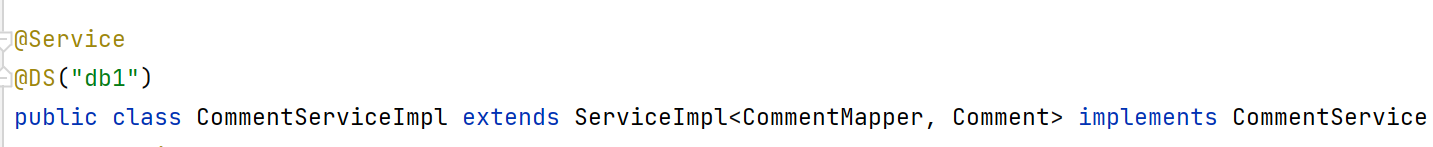 @Service
@DS("db1")
public class CommentServiceImpl extends ServiceImpl<CommentMapper, Comment> implements CommentService